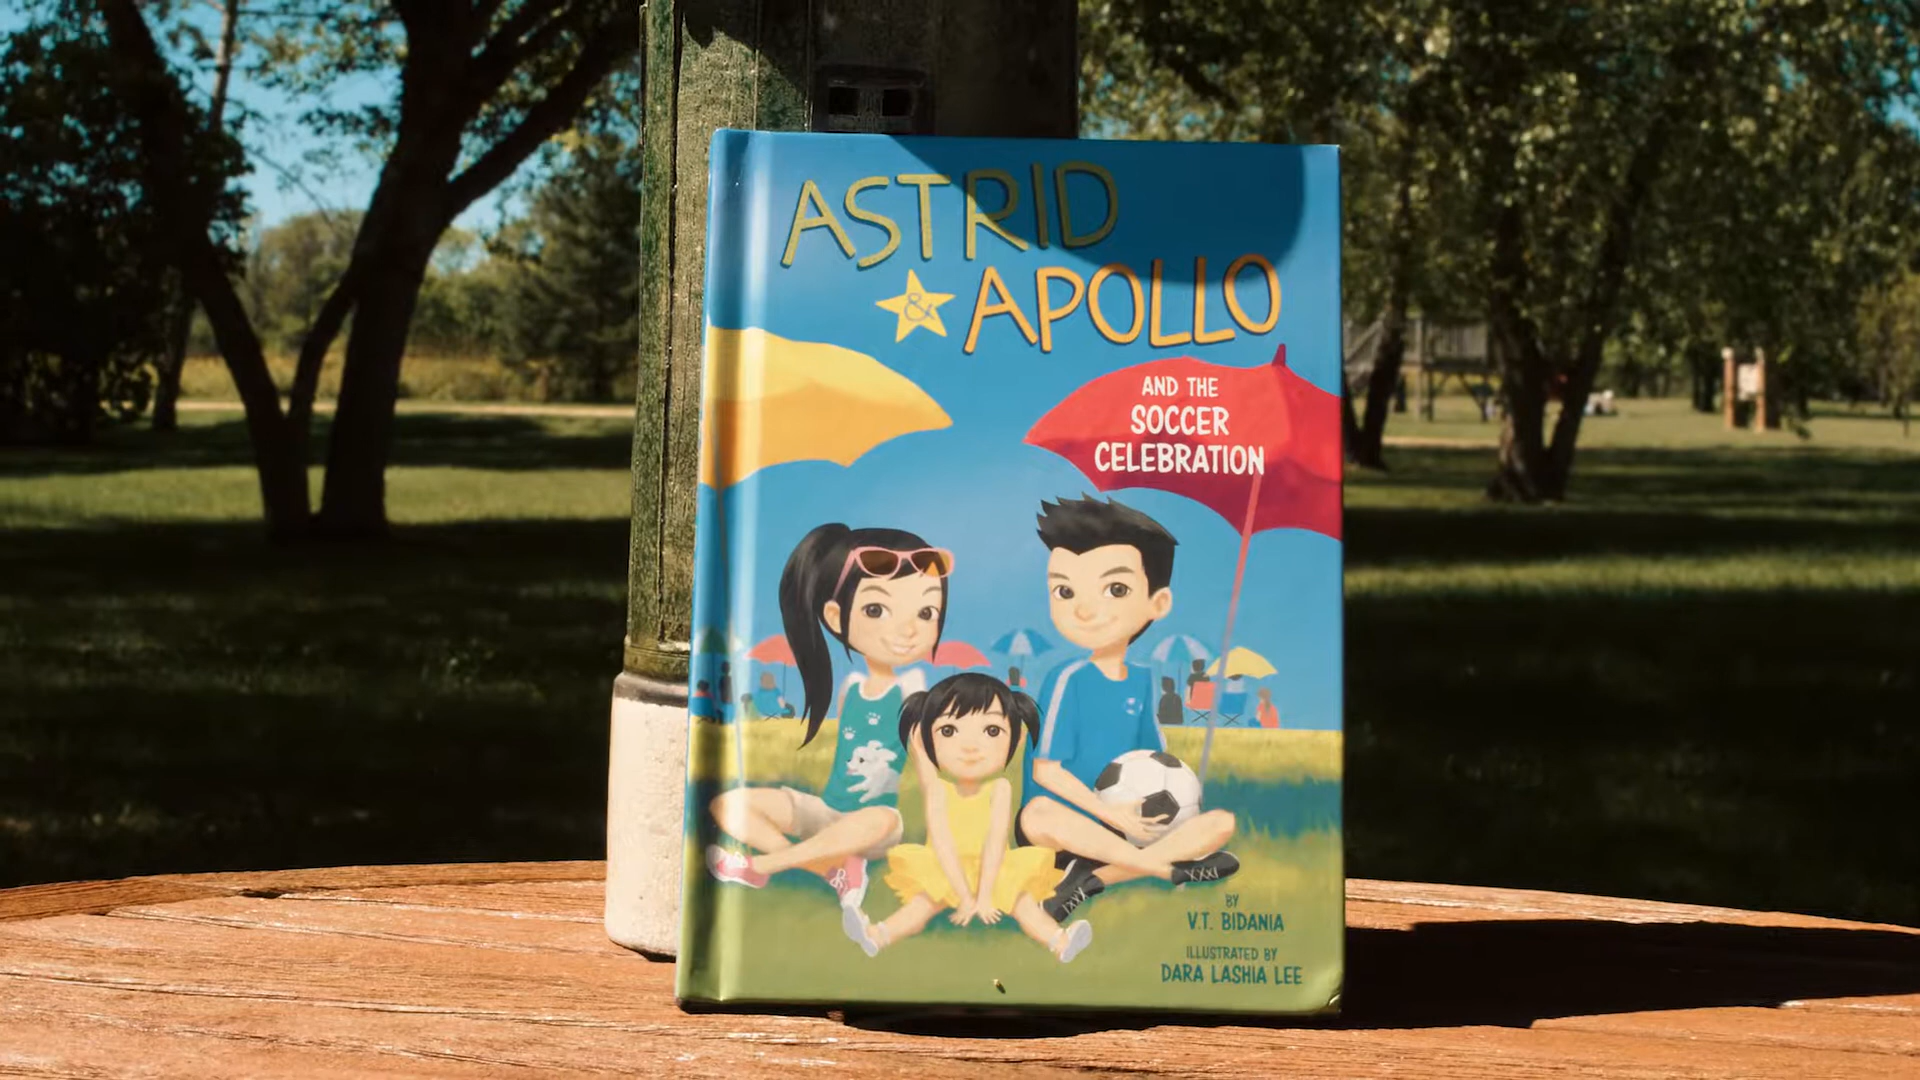 ASTRID
& APOLLO
AND THE
SOCCER
CELEBRATION
BY
V.T. BIDANIA
ILLUSTRATED BY
DARA LASHIA LEE